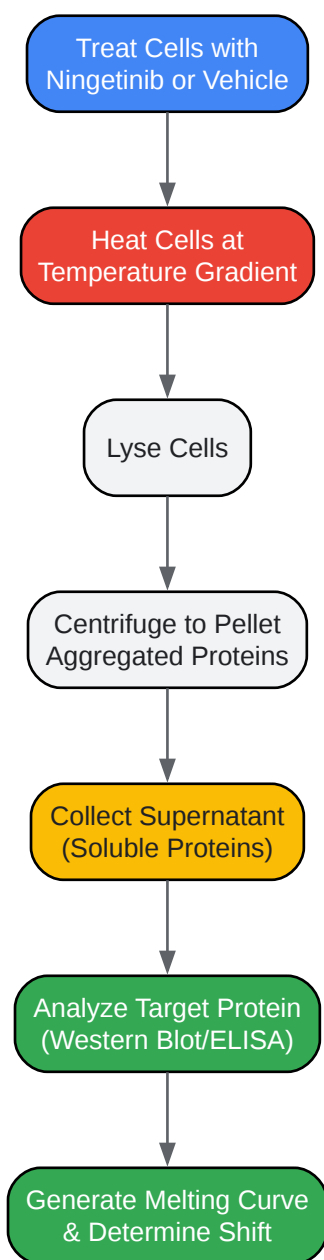 Treat Cells with
Ningetinib or Vehicle
Heat Cells at
Temperature Gradient
Lyse Cells
Centrifuge to Pellet
Aggregated Proteins
Collect Supernatant
(Soluble Proteins)
Analyze Target Protein
(Western Blot/ELISA)
Generate Melting Curve
& Determine Shift